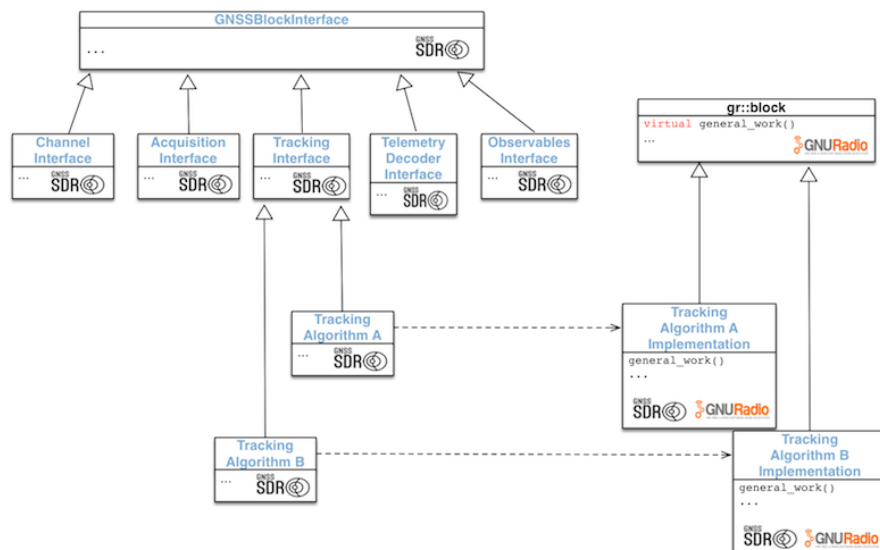 GNSSBlockInterface
...
GNSS
SDR
Channel
Interface
...
GNSS
SDR
Acquisition
Interface
...
GNSS
SDR
Tracking
Interface
...
GNSS
SDR
Telemetry
Decoder
Interface
...
GNSS
SDR
Observables
Interface
...
GNSS
SDR
gr::block
virtual general_work()
...
GNURadio
Tracking
Algorithm A
...
GNSS
SDR
Tracking
Algorithm A
Implementation
general_work()
...
GNSS
SDR
GNURadio
Tracking
Algorithm B
...
GNSS
SDR
Tracking
Algorithm B
Implementation
general_work()
...
GNSS
SDR
GNURadio